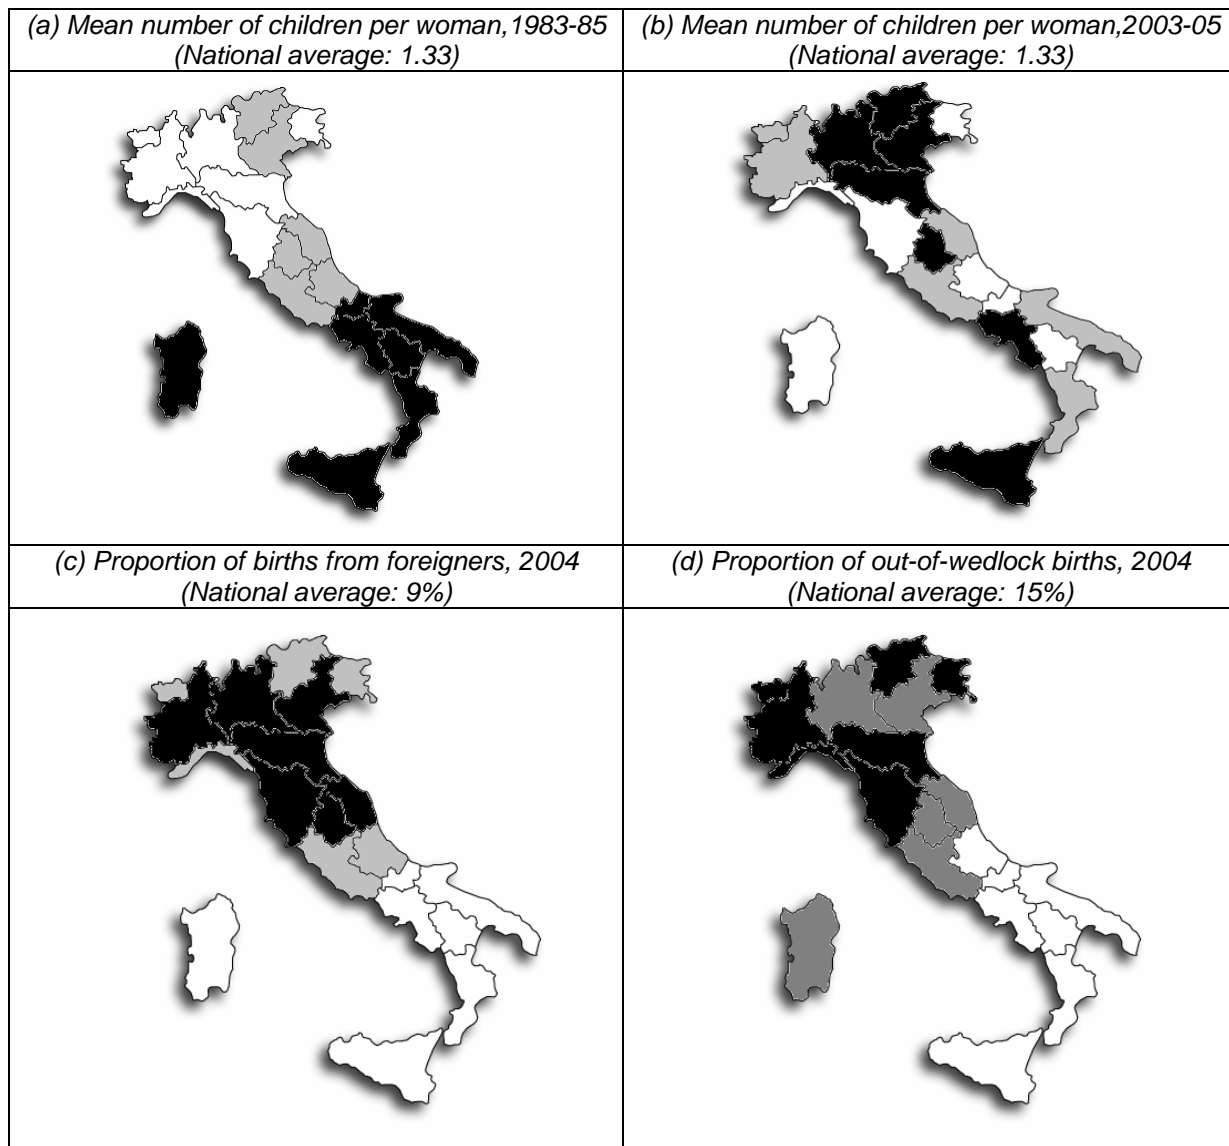 (a) Mean number of children per woman,1983-85
(National average: 1.33)
(b) Mean number of children per woman,2003-05
(National average: 1.33)
(c) Proportion of births from foreigners, 2004
(National average: 9%)
(d) Proportion of out-of-wedlock births, 2004
(National average: 15%)